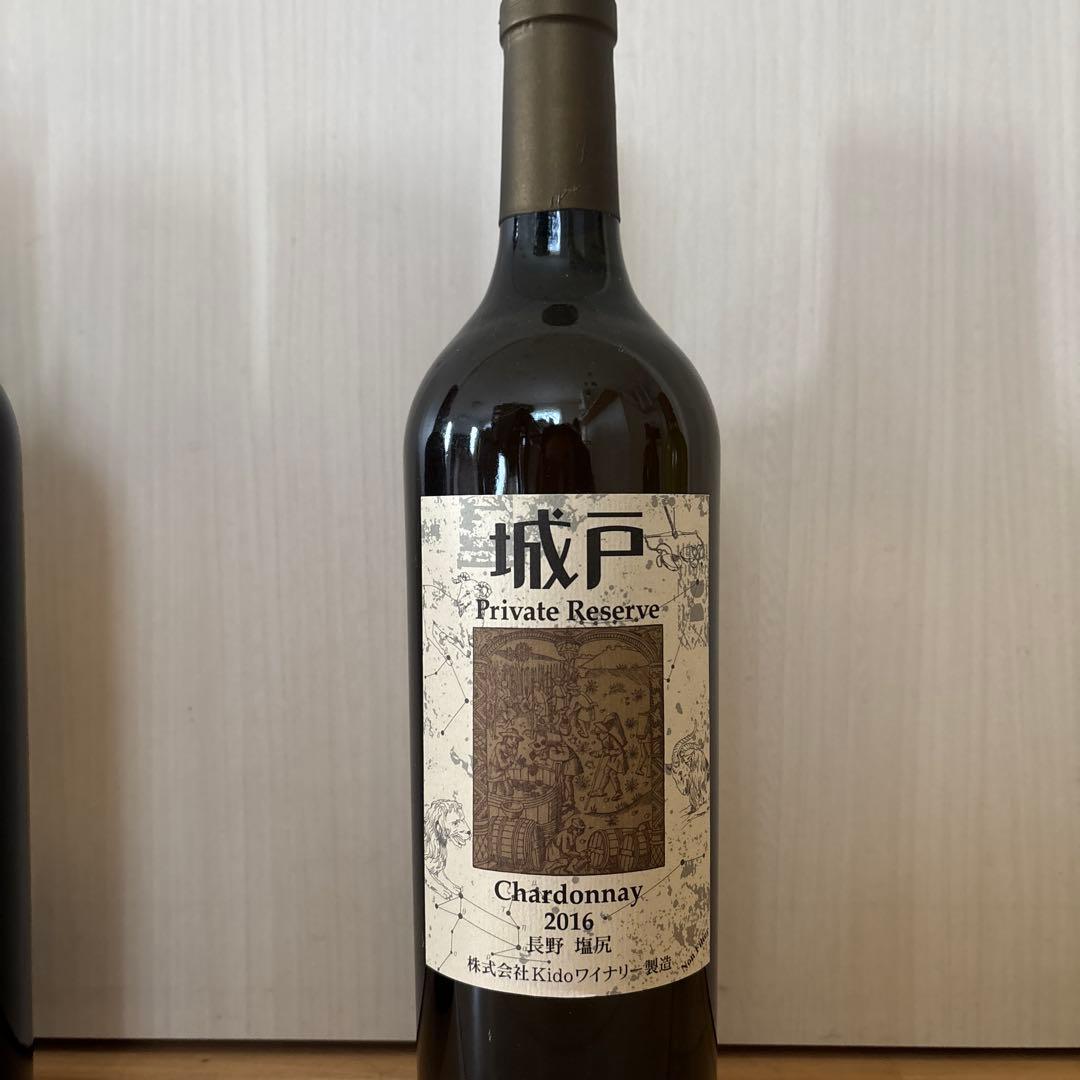 城戸
Private Reserve
Chardonnay
2016
長野 塩尻
株式会社Kidoワイナリー製造
Non